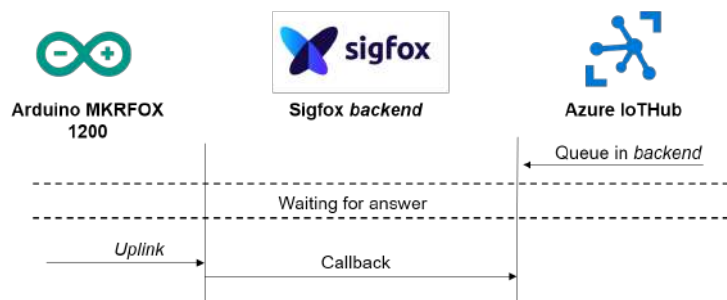 sigfox
Arduino MKRFOX
1200
Sigfox backend
Azure IoTHub
Queue in backend
Waiting for answer
Uplink
Callback